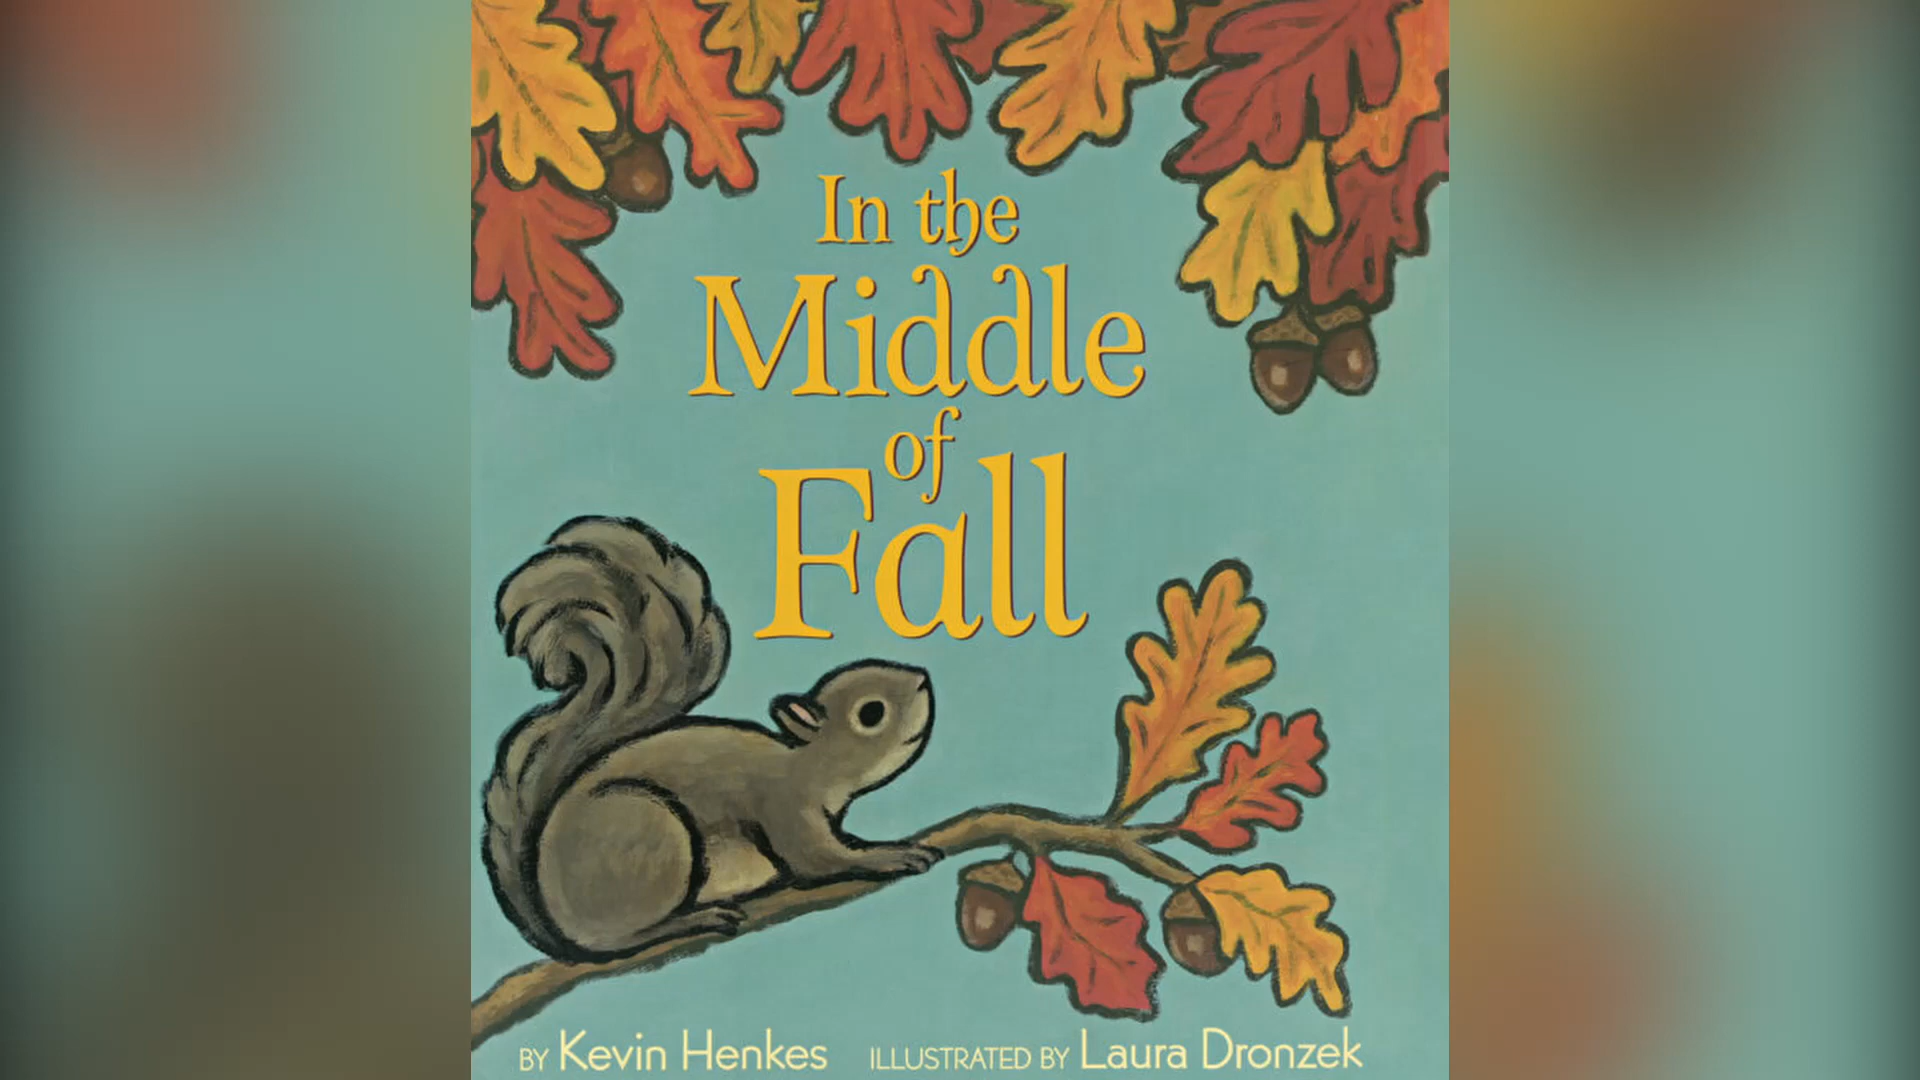 In the
Middle
of
Fall
BY Kevin Henkes ILLUSTRATED BY Laura Dronzek